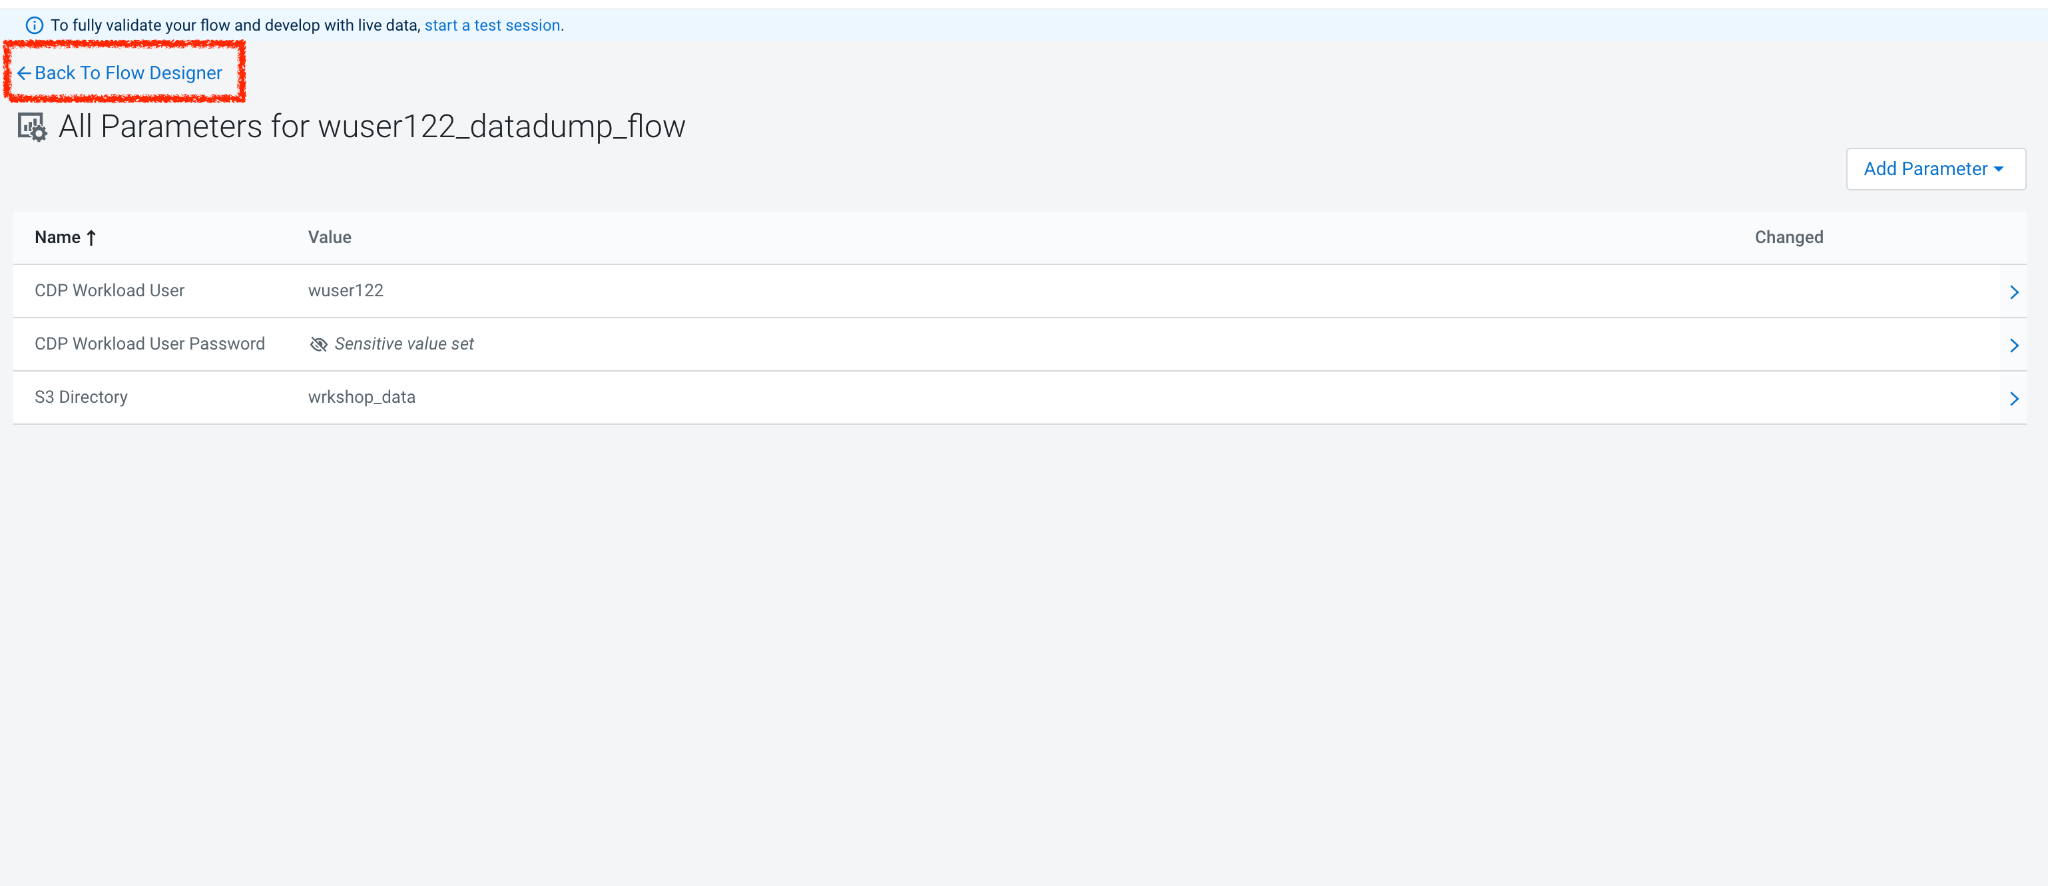 To fully validate your flow and develop with live data, start a test session.
Back To Flow Designer
All Parameters for wuser122_datadump_flow
Add Parameter
Name Value Changed
CDP Workload User wuser122
CDP Workload User Password Sensitive value set
S3 Directory wrkshop_data